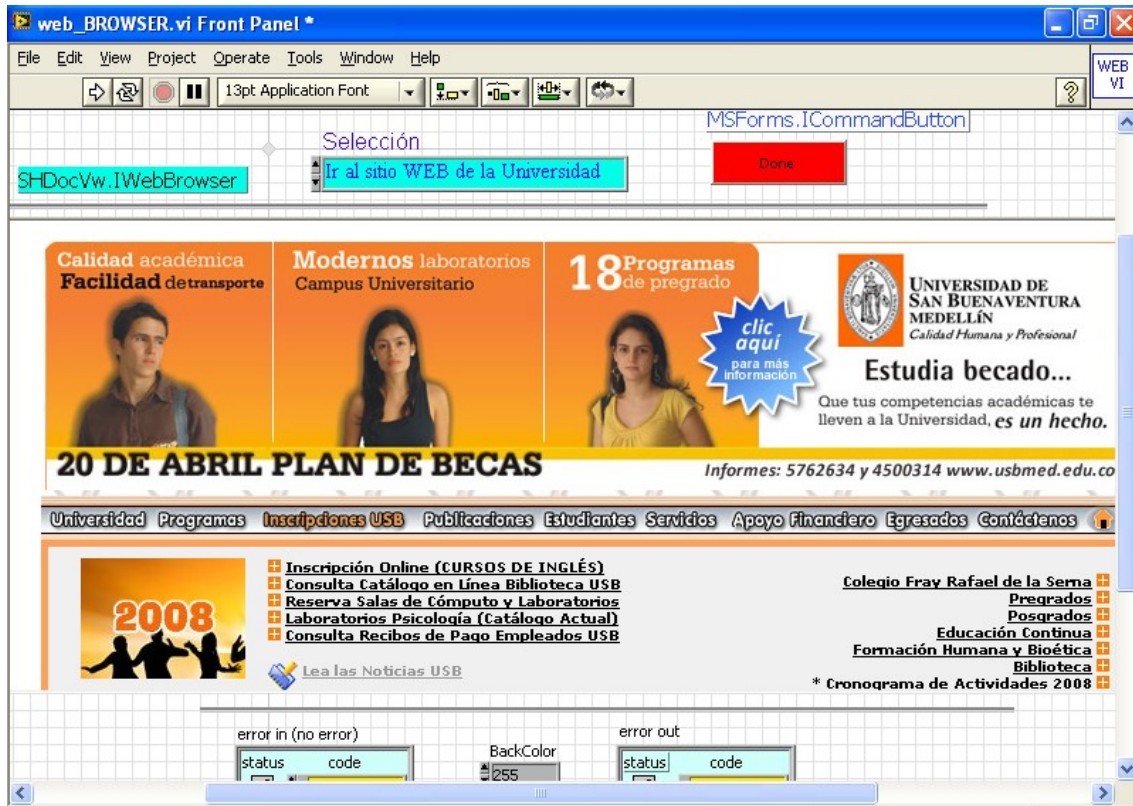 web_BROWSER.vi Front Panel *
File Edit View Project Operate Tools Window Help
WEB
VI
13pt Application Font
?
MSForms.ICommandButton
Selección
Done
Ir al sitio WEB de la Universidad
SHDocVw.IWebBrowser
Calidad académica
Facilidad de transporte
Modernos laboratorios
Campus Universitario
18 Programas
de pregrado
clic
aquí
para más
información
UNIVERSIDAD DE
SAN BUENAVENTURA
MEDELLÍN
Calidad Humana y Profesional
Estudia becado...
Que tus competencias académicas te
lleven a la Universidad, es un hecho.
20 DE ABRIL PLAN DE BECAS
Informes: 5762634 y 4500314 www.usbmed.edu.co
Universidad Programas Inscripciones USB Publicaciones Estudiantes Servicios Apoyo Financiero Egresados Contáctenos
2008
Inscripción Online (CURSOS DE INGLÉS)
Consulta Catálogo en Línea Biblioteca USB
Reserva Salas de Cómputo y Laboratorios
Laboratorios Psicología (Catálogo Actual)
Consulta Recibos de Pago Empleados USB
Lea las Noticias USB
Colegio Fray Rafael de la Serna
Pregrados
Posgrados
Educación Continua
Formación Humana y Bioética
Biblioteca
* Cronograma de Actividades 2008
error in (no error)
status code
BackColor
255
error out
status code